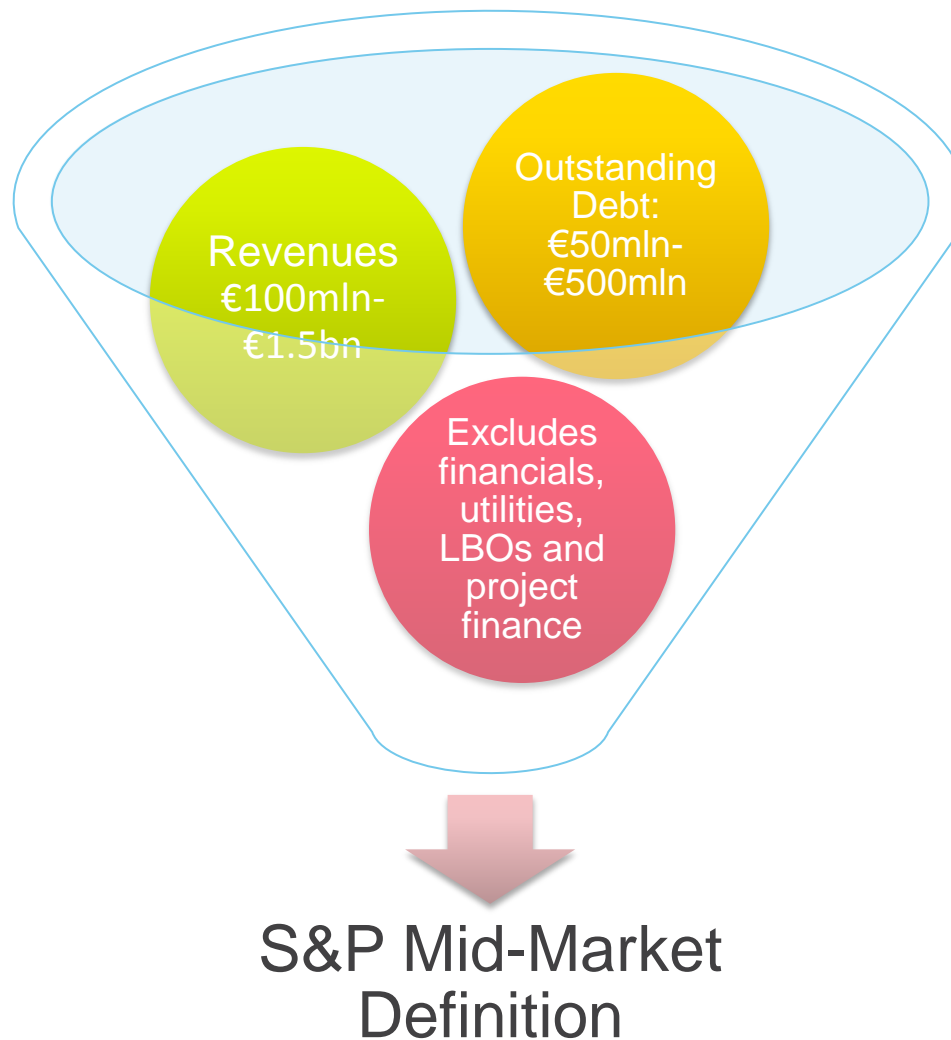 Revenues
€100mln-
€1.5bn
Outstanding
Debt:
€50mln-
€500mln
Excludes
financials,
utilities,
LBOs and
project
finance
S&P Mid-Market
Definition